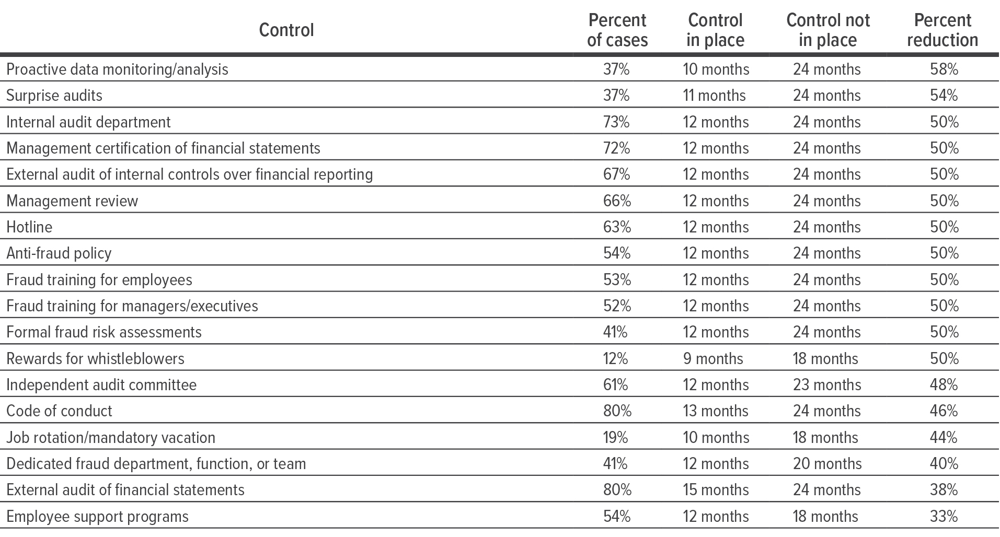 Control Percent of cases Control in place Control not in place Percent reduction
Proactive data monitoring/analysis 37% 10 months 24 months 58%
Surprise audits 37% 11 months 24 months 54%
Internal audit department 73% 12 months 24 months 50%
Management certification of financial statements 72% 12 months 24 months 50%
External audit of internal controls over financial reporting 67% 12 months 24 months 50%
Management review 66% 12 months 24 months 50%
Hotline 63% 12 months 24 months 50%
Anti-fraud policy 54% 12 months 24 months 50%
Fraud training for employees 53% 12 months 24 months 50%
Fraud training for managers/executives 52% 12 months 24 months 50%
Formal fraud risk assessments 41% 12 months 24 months 50%
Rewards for whistleblowers 12% 9 months 18 months 50%
Independent audit committee 61% 12 months 23 months 48%
Code of conduct 80% 13 months 24 months 46%
Job rotation/mandatory vacation 19% 10 months 18 months 44%
Dedicated fraud department, function, or team 41% 12 months 20 months 40%
External audit of financial statements 80% 15 months 24 months 38%
Employee support programs 54% 12 months 18 months 33%